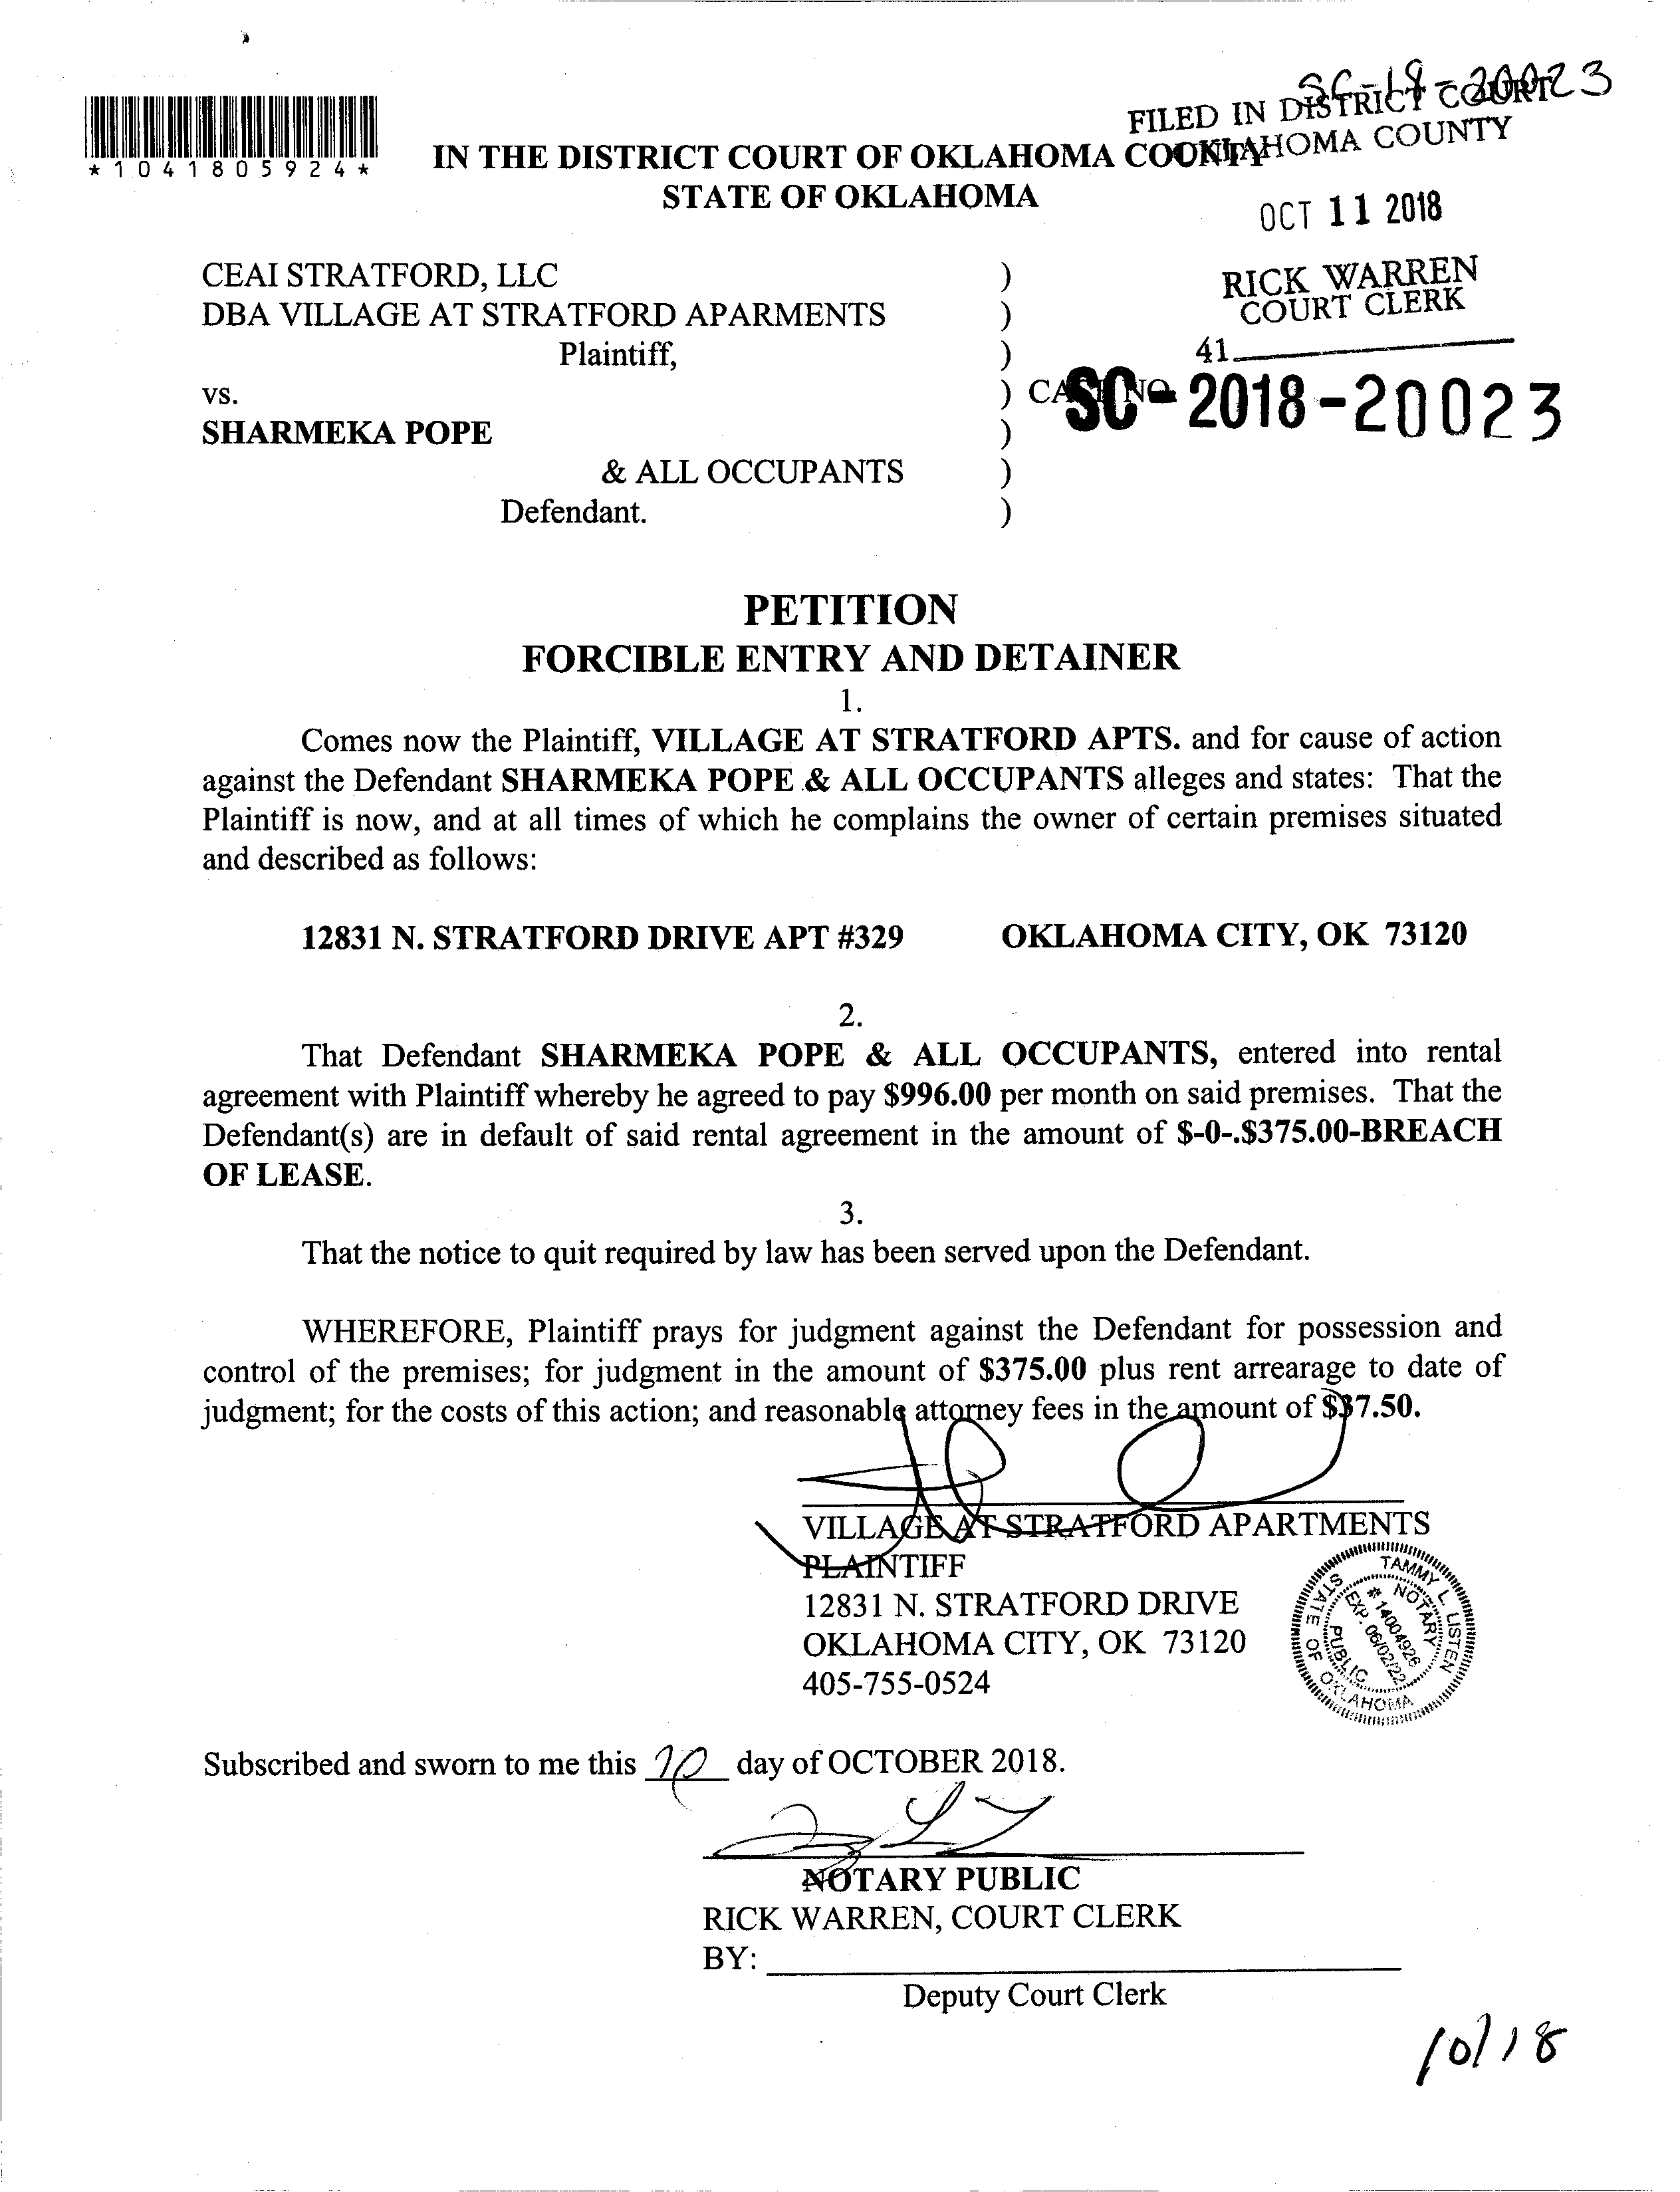 SC-18-20023
FILED IN DISTRICT COURT
OKLAHOMA COUNTY
*1041805924*
IN THE DISTRICT COURT OF OKLAHOMA COUNTY
STATE OF OKLAHOMA
OCT 11 2018
RICK WARREN
COURT CLERK
41
CEAI STRATFORD, LLC )
DBA VILLAGE AT STRATFORD APARMENTS )
Plaintiff, )
vs. ) CASE NO.
SC-2018-20023
SHARMEKA POPE )
& ALL OCCUPANTS )
Defendant. )
PETITION
FORCIBLE ENTRY AND DETAINER
1.
Comes now the Plaintiff, VILLAGE AT STRATFORD APTS. and for cause of action
against the Defendant SHARMEKA POPE & ALL OCCUPANTS alleges and states: That the
Plaintiff is now, and at all times of which he complains the owner of certain premises situated
and described as follows:
12831 N. STRATFORD DRIVE APT #329 OKLAHOMA CITY, OK 73120
2.
That Defendant SHARMEKA POPE & ALL OCCUPANTS, entered into rental
agreement with Plaintiff whereby he agreed to pay $996.00 per month on said premises. That the
Defendant(s) are in default of said rental agreement in the amount of $-0-.$375.00-BREACH
OF LEASE.
3.
That the notice to quit required by law has been served upon the Defendant.
WHEREFORE, Plaintiff prays for judgment against the Defendant for possession and
control of the premises; for judgment in the amount of $375.00 plus rent arrearage to date of
judgment; for the costs of this action; and reasonable attorney fees in the amount of $37.50.
VILLAGE AT STRATFORD APARTMENTS
PLAINTIFF
12831 N. STRATFORD DRIVE
OKLAHOMA CITY, OK 73120
405-755-0524
TAMMY L. LISTEN
NOTARY
# 14004926
EXP. 06/02/22
PUBLIC
STATE OF OKLAHOMA
Subscribed and sworn to me this 10 day of OCTOBER 2018.
NOTARY PUBLIC
RICK WARREN, COURT CLERK
BY:
Deputy Court Clerk
10/18